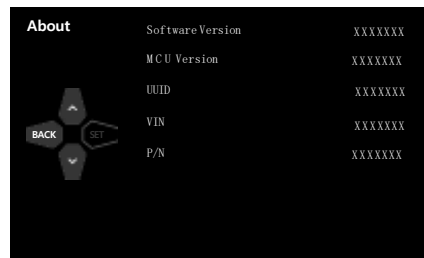 About
Software Version XXXXXXX
MCU Version XXXXXXX
UUID XXXXXXX
VIN XXXXXXX
BACK SET
P/N XXXXXXX